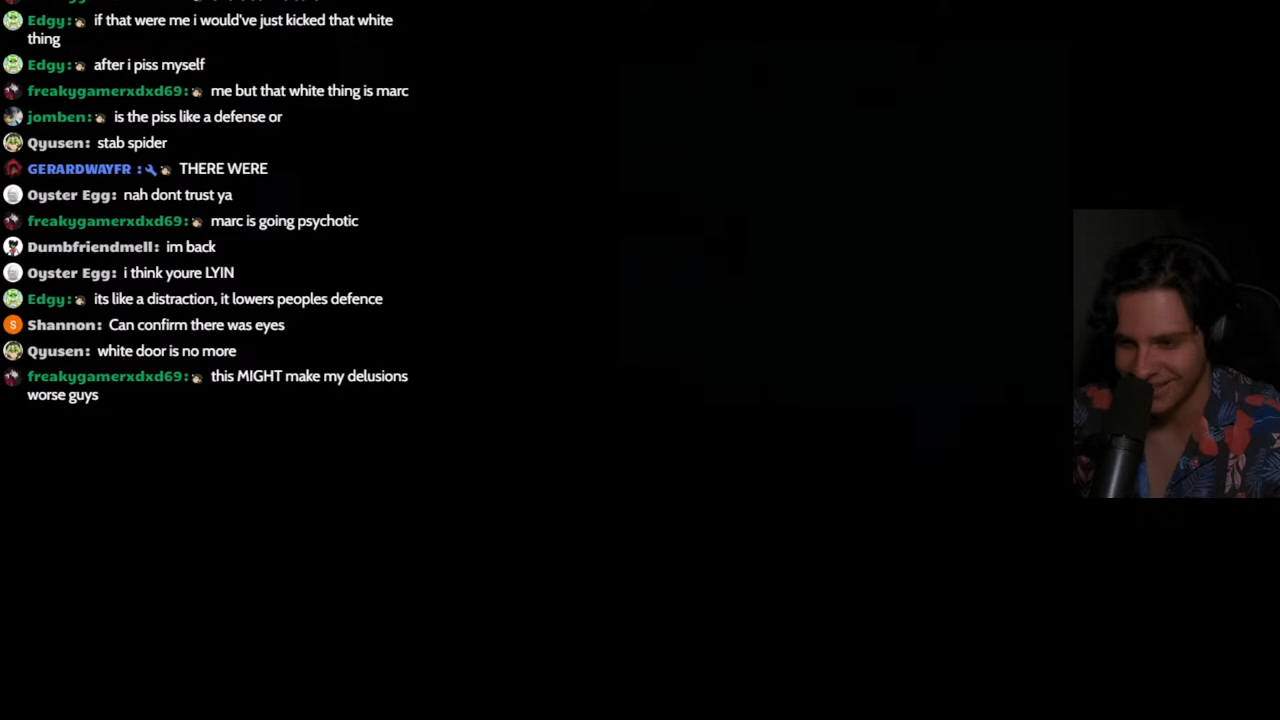 Edgy: if that were me i would've just kicked that white
thing
Edgy: after i piss myself
freakygamerxdxd69: me but that white thing is marc
jomben: is the piss like a defense or
Qyusen: stab spider
GERARDWAYFR : THERE WERE
Oyster Egg: nah dont trust ya
freakygamerxdxd69: marc is going psychotic
Dumbfriendmell: im back
Oyster Egg: i think youre LYIN
Edgy: its like a distraction, it lowers peoples defence
S Shannon: Can confirm there was eyes
Qyusen: white door is no more
freakygamerxdxd69: this MIGHT make my delusions
worse guys